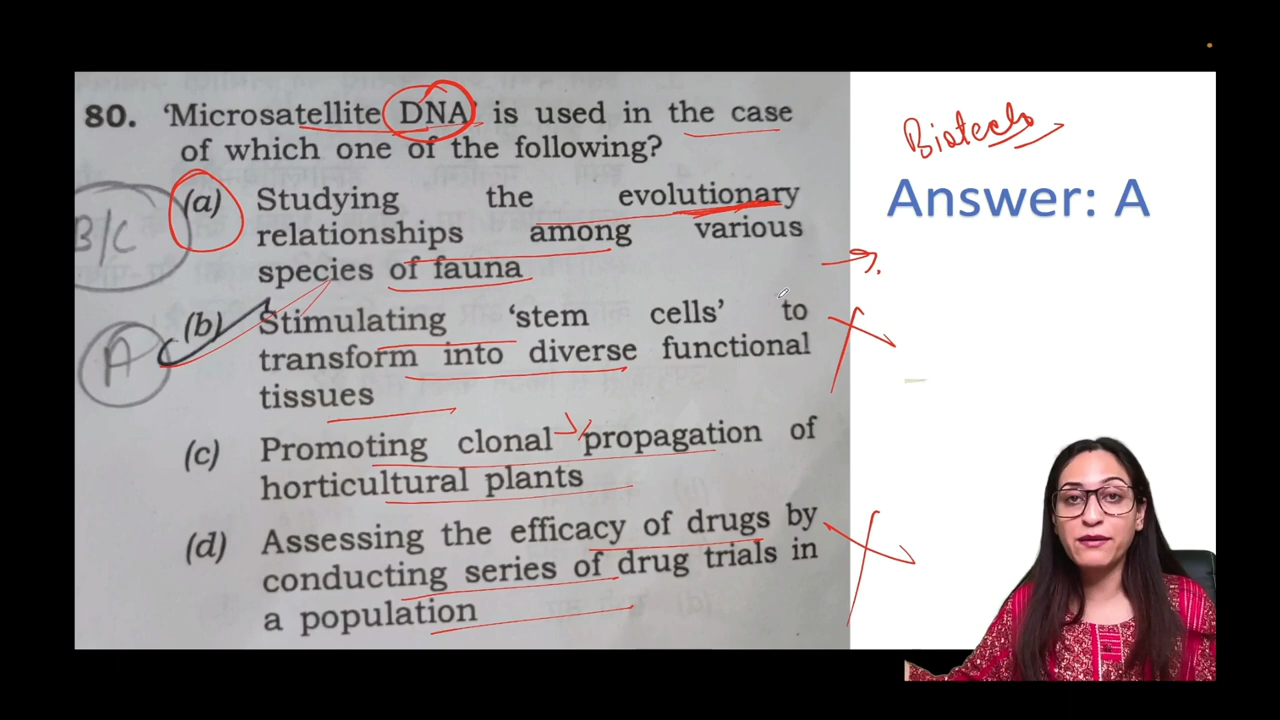 80. 'Microsatellite DNA' is used in the case
of which one of the following?
(a) Studying the evolutionary
relationships among various
species of fauna
(b) Stimulating 'stem cells' to
transform into diverse functional
tissues
(c) Promoting clonal propagation of
horticultural plants
(d) Assessing the efficacy of drugs by
conducting series of drug trials in
a population
B/C
A
Biotech
Answer: A